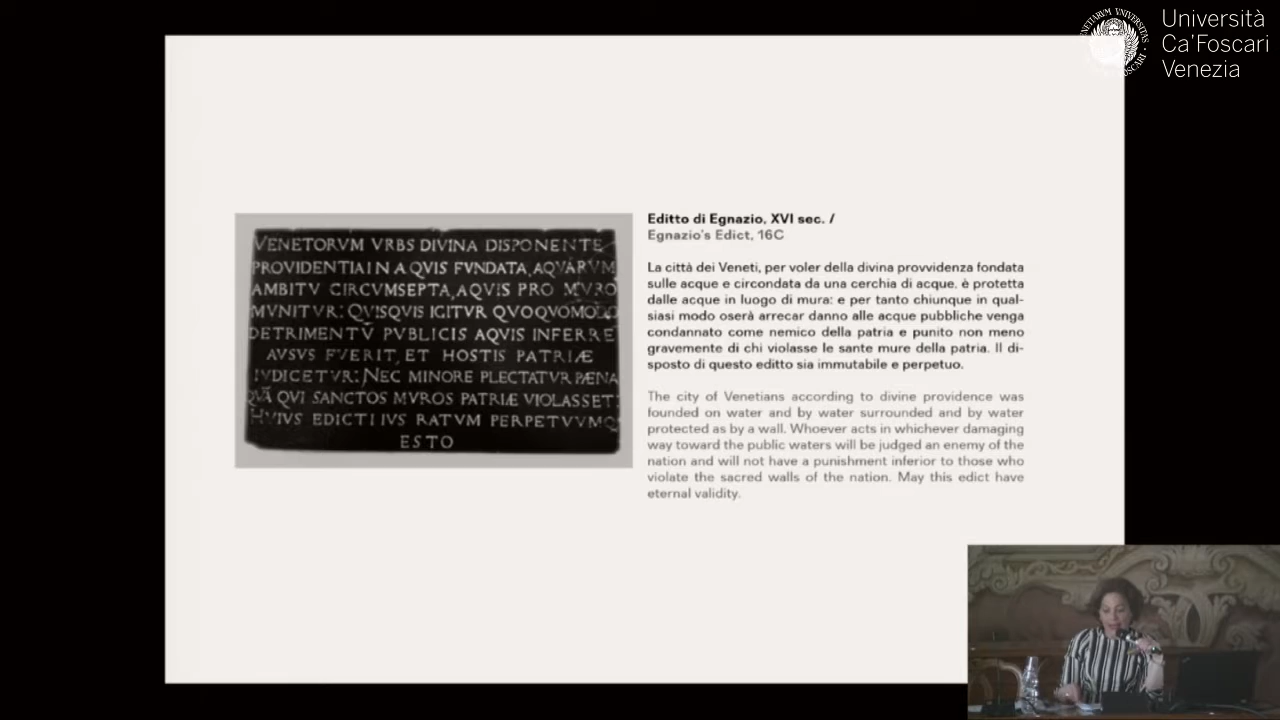 Università
Ca'Foscari
Venezia
VENETORVM VRBS DIVINA DISPONENTE
PROVIDENTIA IN AQVIS FVNDATA, AQVARVM
AMBITV CIRCVMSEPTA, AQVIS PRO MVRO
MVNITVR: QVISQVIS IGITVR QVOQVOMODO
DETRIMENTV̄ PVBLICIS AQVIS INFERRE
AVSVS FVERIT, ET HOSTIS PATRIÆ
IVDICETVR: NEC MINORE PLECTATVR PÆNA
QVĀ QVI SANCTOS MVROS PATRIÆ VIOLASSET:
HVIVS EDICTI IVS RATVM PERPETVVMQ
ESTO
Editto di Egnazio, XVI sec. /
Egnazio's Edict, 16C
La città dei Veneti, per voler della divina provvidenza fondata
sulle acque e circondata da una cerchia di acque, è protetta
dalle acque in luogo di mura: e per tanto chiunque in qual-
siasi modo oserà arrecar danno alle acque pubbliche venga
condannato come nemico della patria e punito non meno
gravemente di chi violasse le sante mure della patria. Il di-
sposto di questo editto sia immutabile e perpetuo.
The city of Venetians according to divine providence was
founded on water and by water surrounded and by water
protected as by a wall. Whoever acts in whichever damaging
way toward the public waters will be judged an enemy of the
nation and will not have a punishment inferior to those who
violate the sacred walls of the nation. May this edict have
eternal validity.